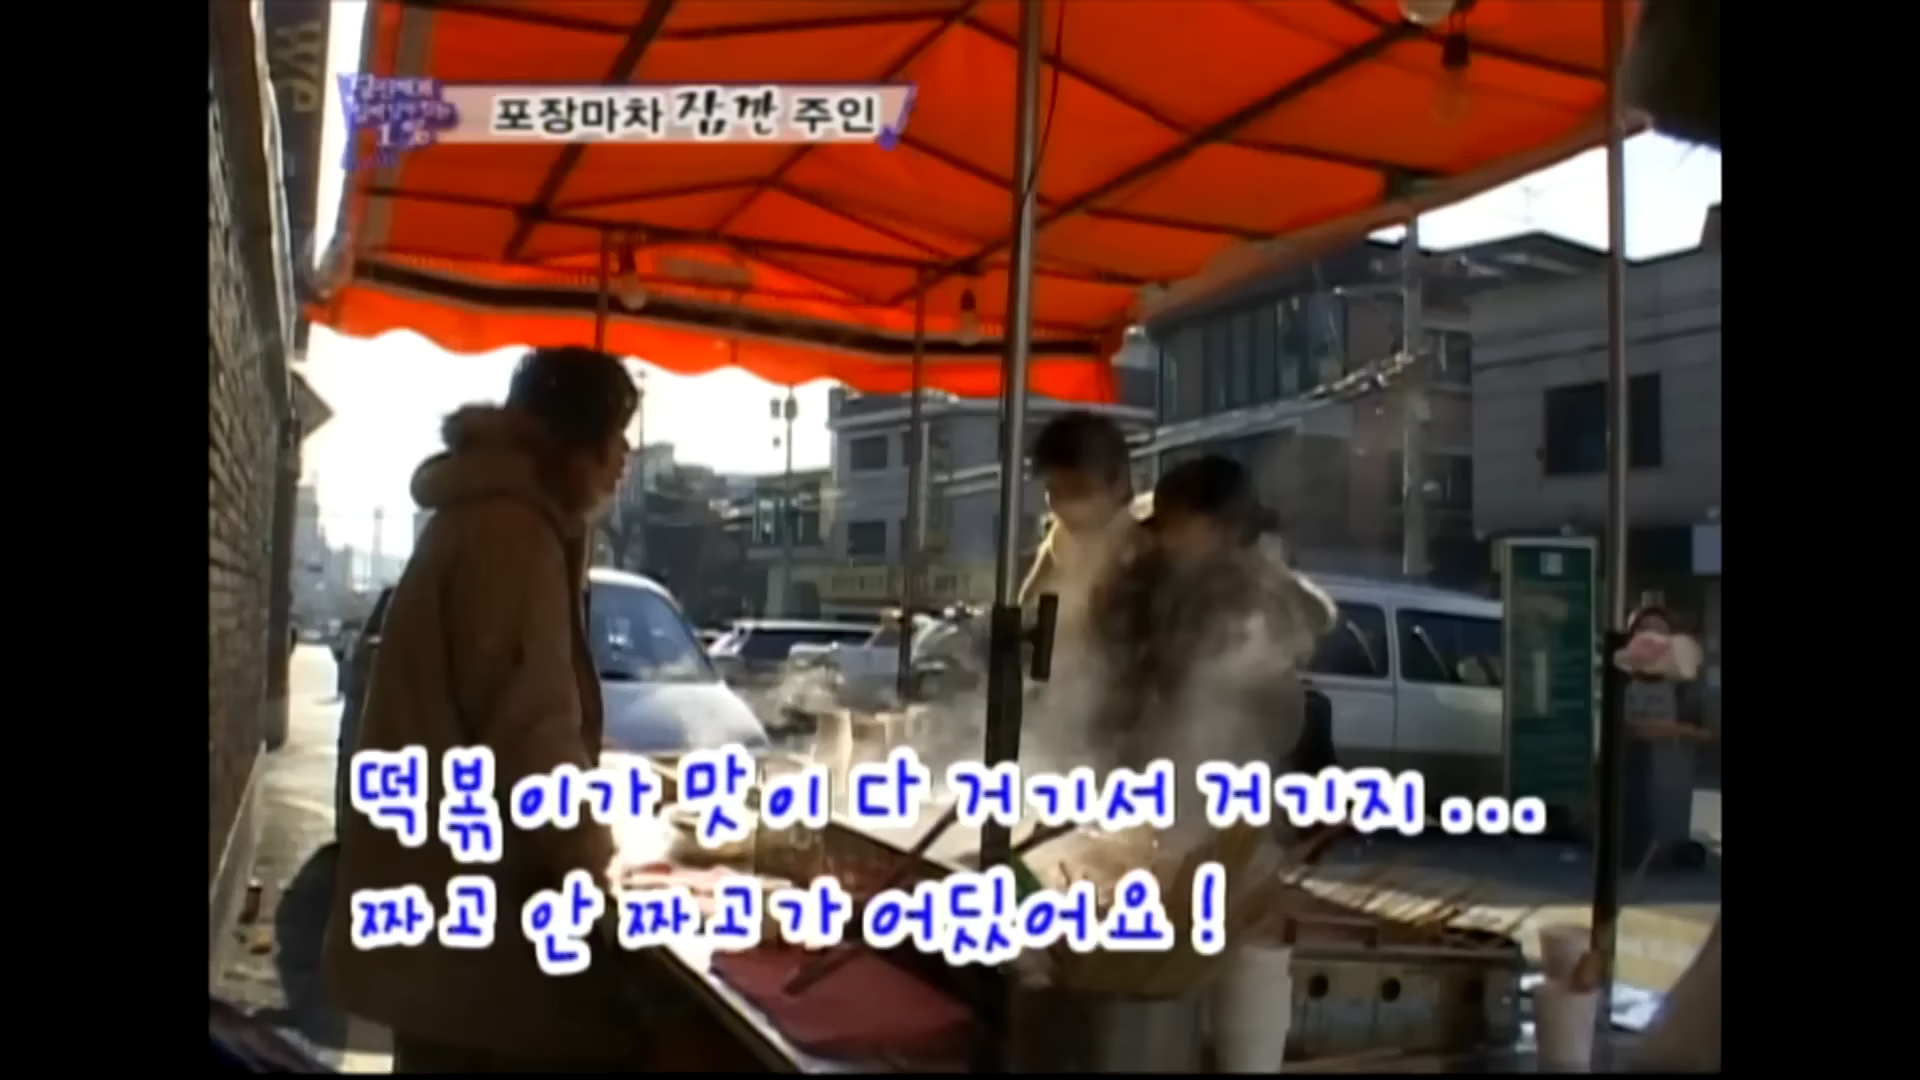 포장마차 잠깐 주인
떡볶이가 맛이 다 거기서 거기지...
짜고 안 짜고가 어딨어요!